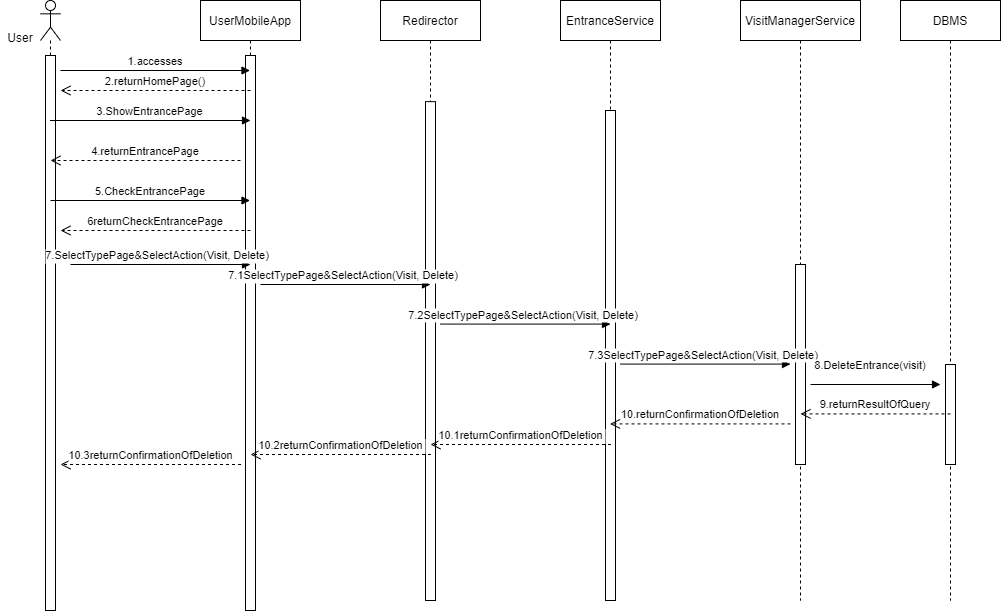 User
UserMobileApp
Redirector
EntranceService
VisitManagerService
DBMS
1.accesses
2.returnHomePage()
3.ShowEntrancePage
4.returnEntrancePage
5.CheckEntrancePage
6returnCheckEntrancePage
7.SelectTypePage&SelectAction(Visit, Delete)
7.1SelectTypePage&SelectAction(Visit, Delete)
7.2SelectTypePage&SelectAction(Visit, Delete)
7.3SelectTypePage&SelectAction(Visit, Delete)
8.DeleteEntrance(visit)
9.returnResultOfQuery
10.returnConfirmationOfDeletion
10.1returnConfirmationOfDeletion
10.2returnConfirmationOfDeletion
10.3returnConfirmationOfDeletion